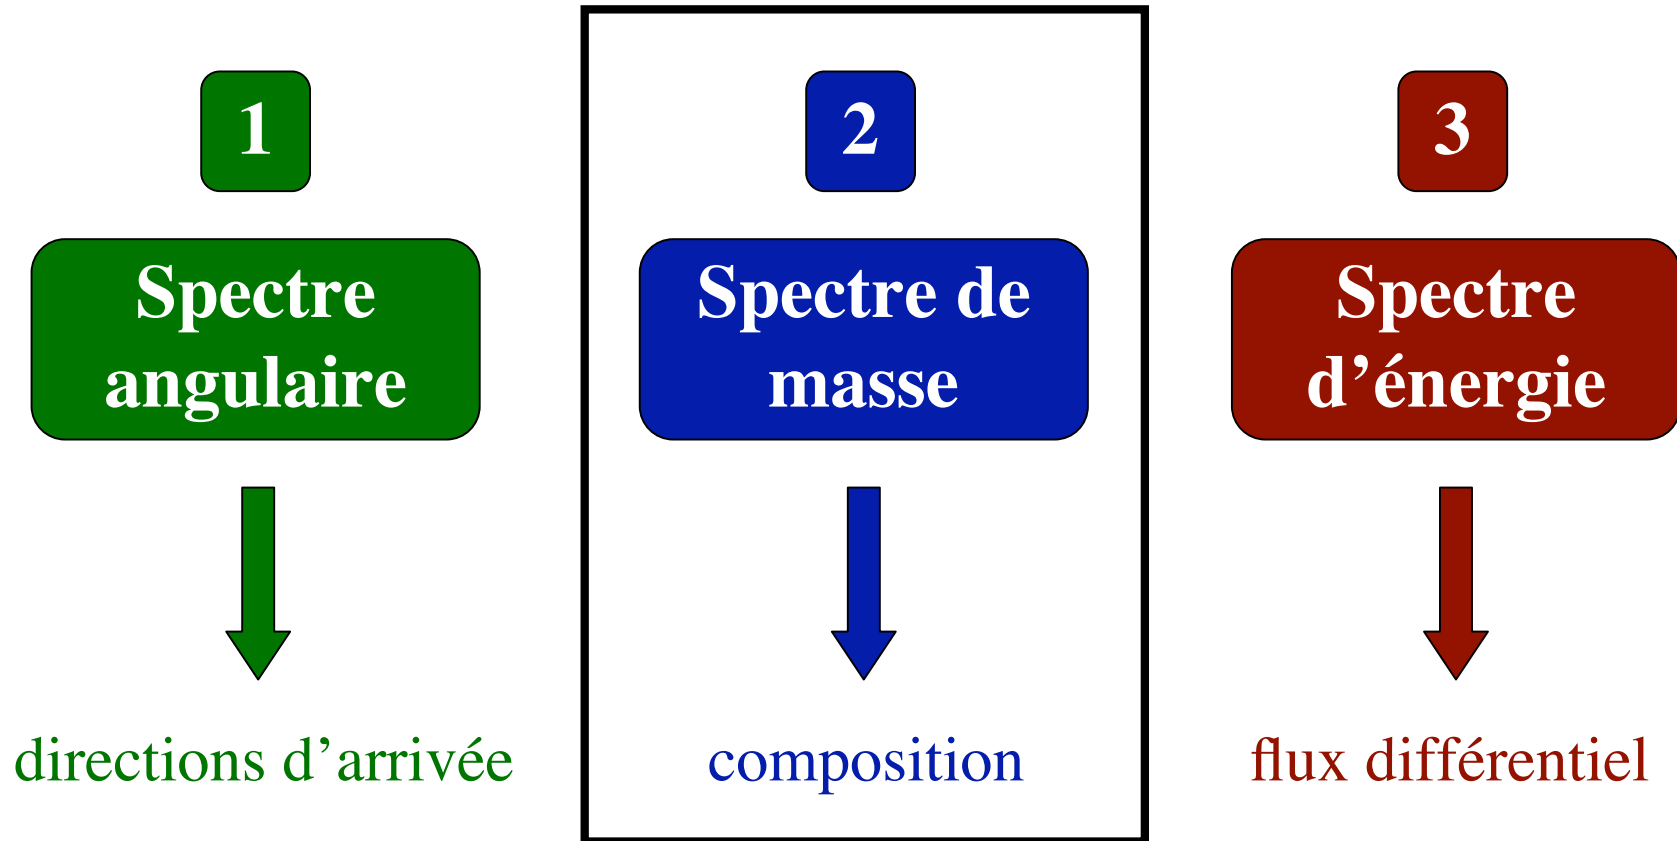 1
Spectre
angulaire
directions d’arrivée
2
Spectre de
masse
composition
3
Spectre
d’énergie
flux différentiel